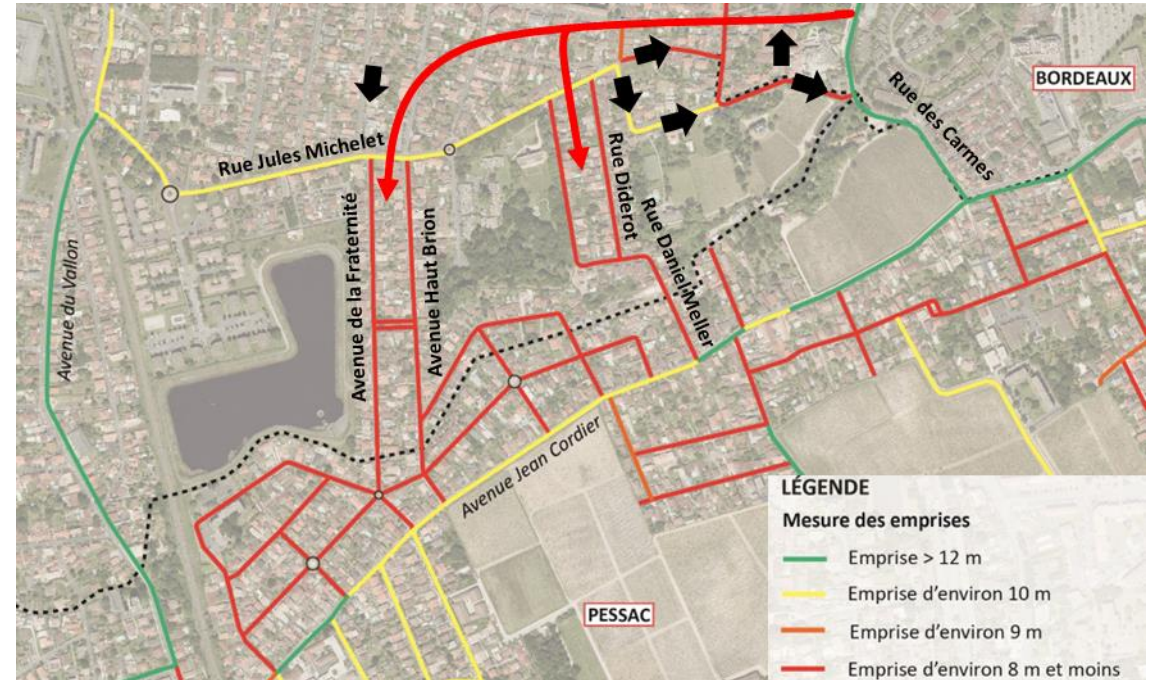 BORDEAUX
Rue des Carmes
Rue Jules Michelet
Rue Diderot
Rue Daniel Meller
Avenue de la Fraternité
Avenue Haut Brion
Avenue du Vallon
Avenue Jean Cordier
PESSAC
LÉGENDE
Mesure des emprises
Emprise > 12 m
Emprise d'environ 10 m
Emprise d'environ 9 m
Emprise d'environ 8 m et moins